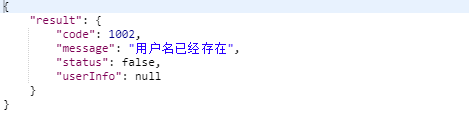 {
    "result": {
        "code": 1002,
        "message": "用户名已经存在",
        "status": false,
        "userInfo": null
    }
}